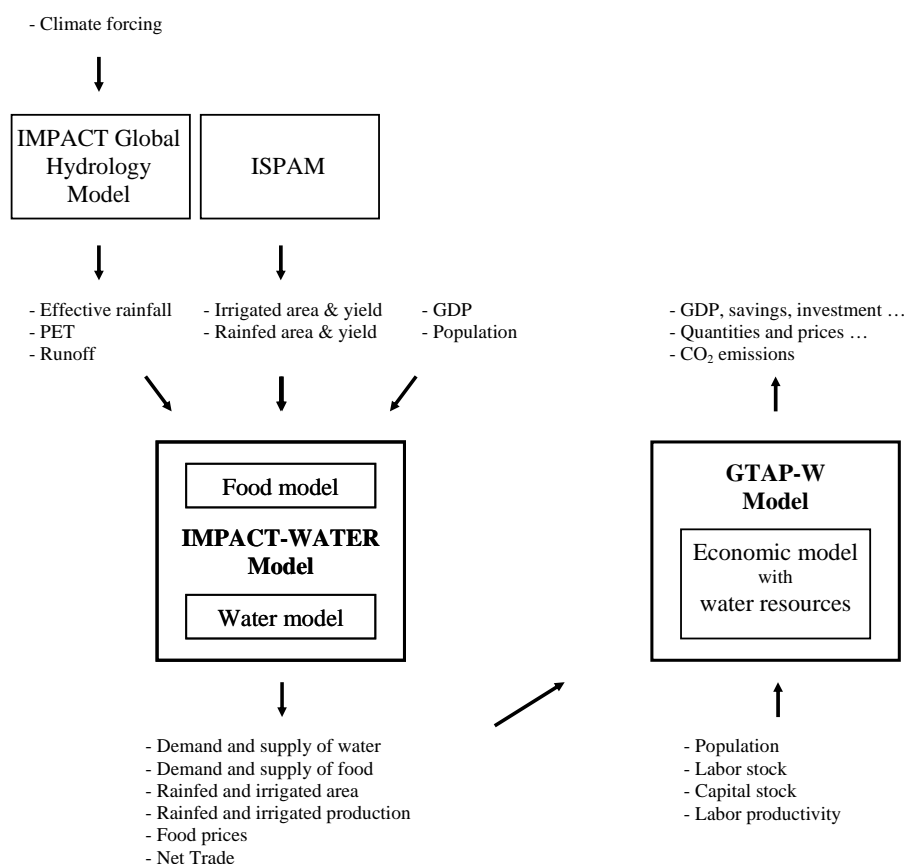 - Climate forcing
IMPACT Global
Hydrology
Model
ISPAM
- Effective rainfall
- PET
- Runoff
- Irrigated area & yield
- Rainfed area & yield
- GDP
- Population
- GDP, savings, investment …
- Quantities and prices …
- CO₂ emissions
Food model
IMPACT-WATER
Model
Water model
GTAP-W
Model
Economic model
with
water resources
- Demand and supply of water
- Demand and supply of food
- Rainfed and irrigated area
- Rainfed and irrigated production
- Food prices
- Net Trade
- Population
- Labor stock
- Capital stock
- Labor productivity